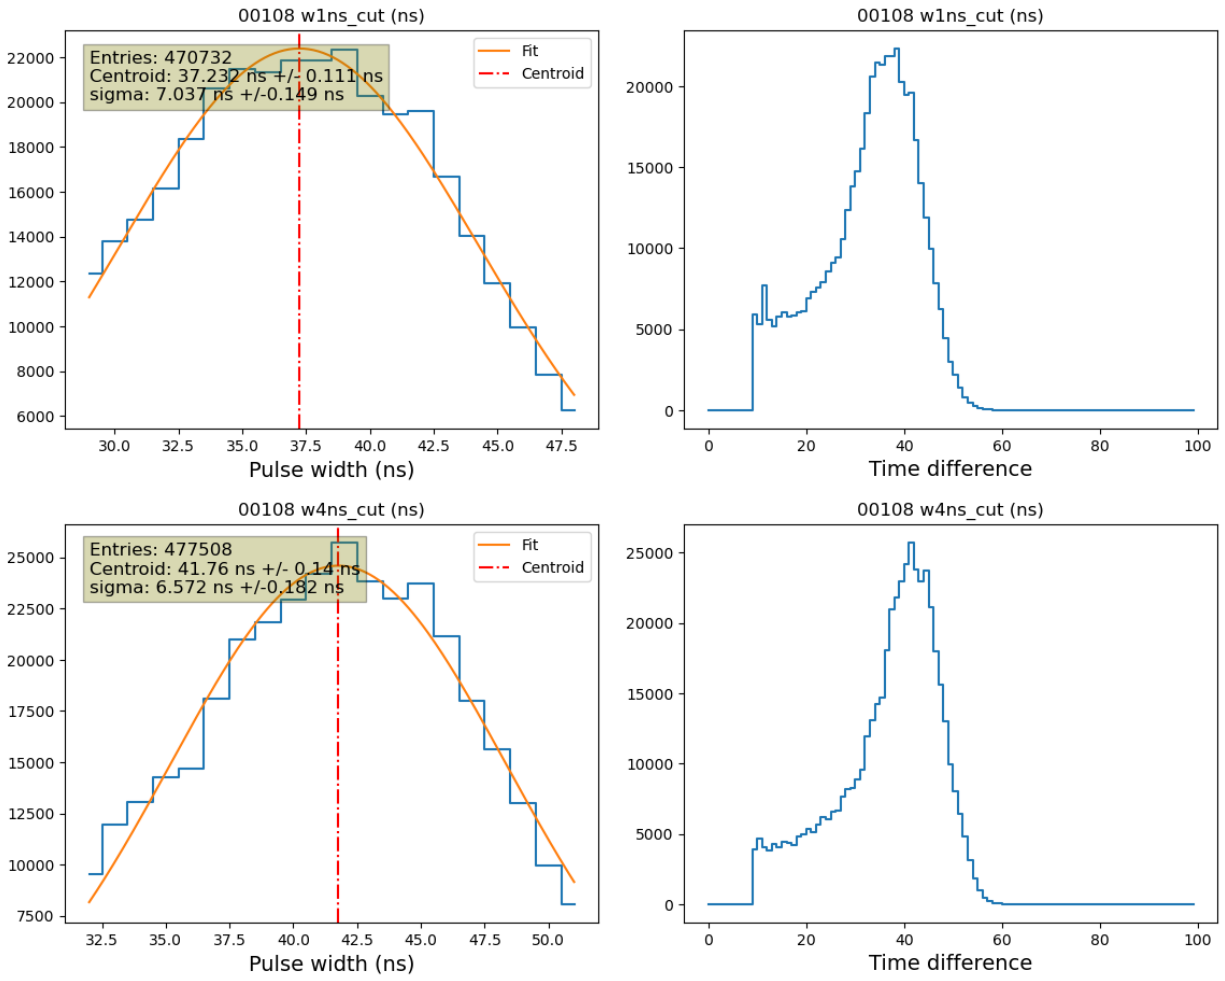 00108 w1ns_cut (ns)
Entries: 470732
Centroid: 37.232 ns +/- 0.111 ns
sigma: 7.037 ns +/-0.149 ns
Fit
Centroid
22000
20000
18000
16000
14000
12000
10000
8000
6000
30.0 32.5 35.0 37.5 40.0 42.5 45.0 47.5
Pulse width (ns)
00108 w1ns_cut (ns)
20000
15000
10000
5000
0
0 20 40 60 80 100
Time difference
00108 w4ns_cut (ns)
Entries: 477508
Centroid: 41.76 ns +/- 0.14 ns
sigma: 6.572 ns +/-0.182 ns
Fit
Centroid
25000
22500
20000
17500
15000
12500
10000
7500
32.5 35.0 37.5 40.0 42.5 45.0 47.5 50.0
Pulse width (ns)
00108 w4ns_cut (ns)
25000
20000
15000
10000
5000
0
0 20 40 60 80 100
Time difference